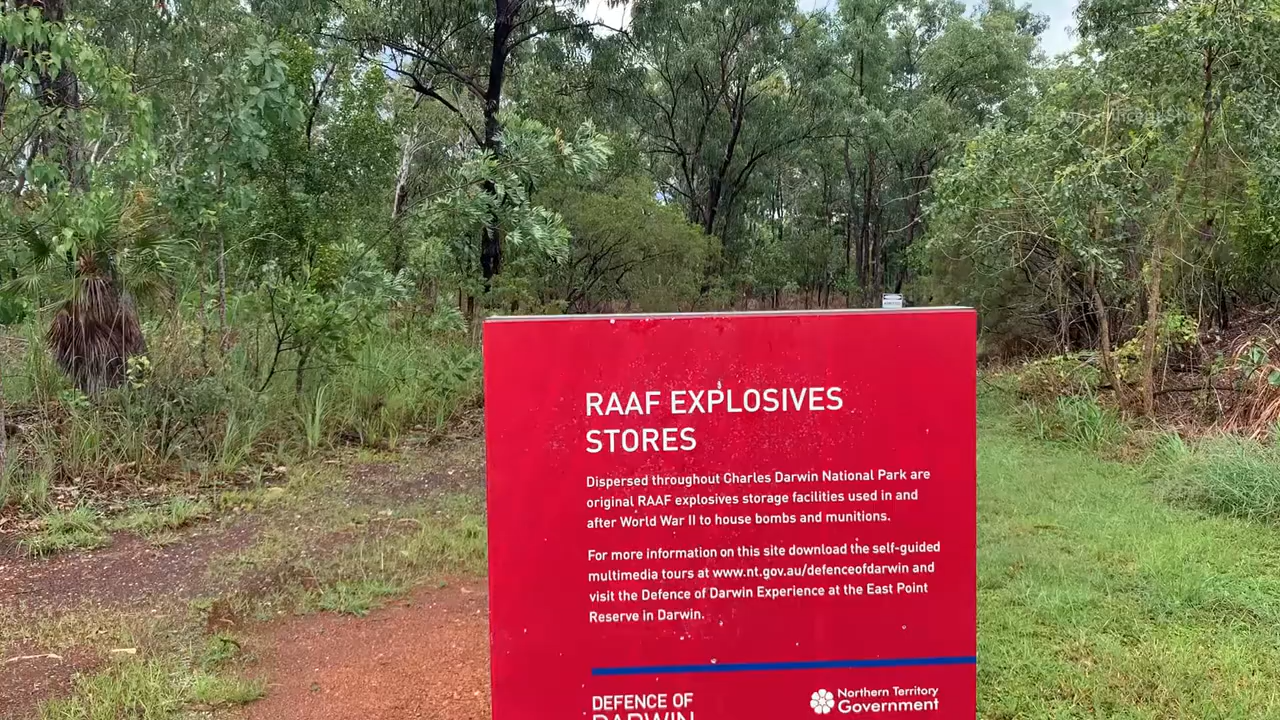 RAAF EXPLOSIVES
STORES
Dispersed throughout Charles Darwin National Park are
original RAAF explosives storage facilities used in and
after World War II to house bombs and munitions.
For more information on this site download the self-guided
multimedia tours at www.nt.gov.au/defenceofdarwin and
visit the Defence of Darwin Experience at the East Point
Reserve in Darwin.
DEFENCE OF
DARWIN
Northern Territory
Government